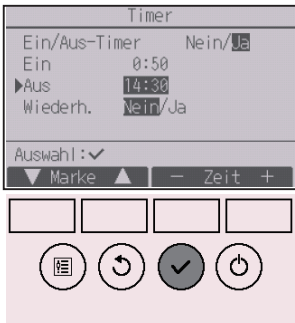 Timer
Ein/Aus-Timer Nein/Ja
Ein 0:50
▶Aus 14:30
Wiederh. Nein/Ja
Auswahl:✓
▼ Marke ▲ − Zeit +